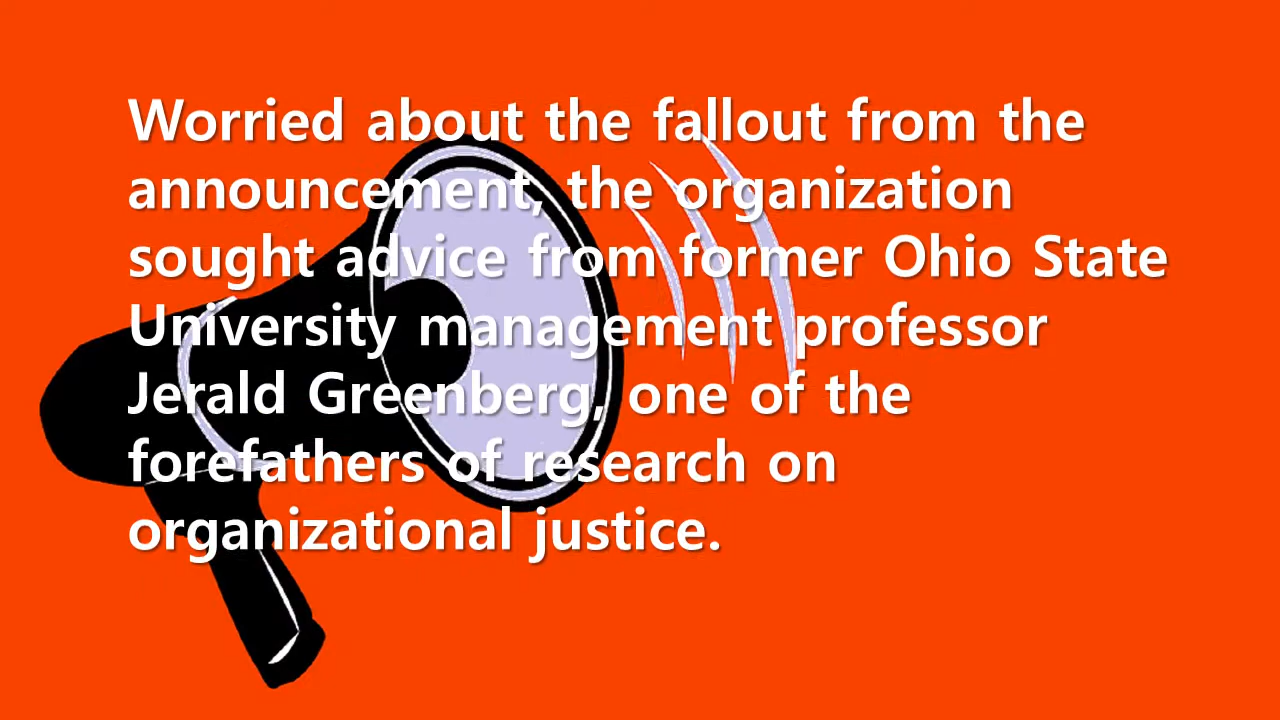 Worried about the fallout from the
announcement, the organization
sought advice from former Ohio State
University management professor
Jerald Greenberg, one of the
forefathers of research on
organizational justice.